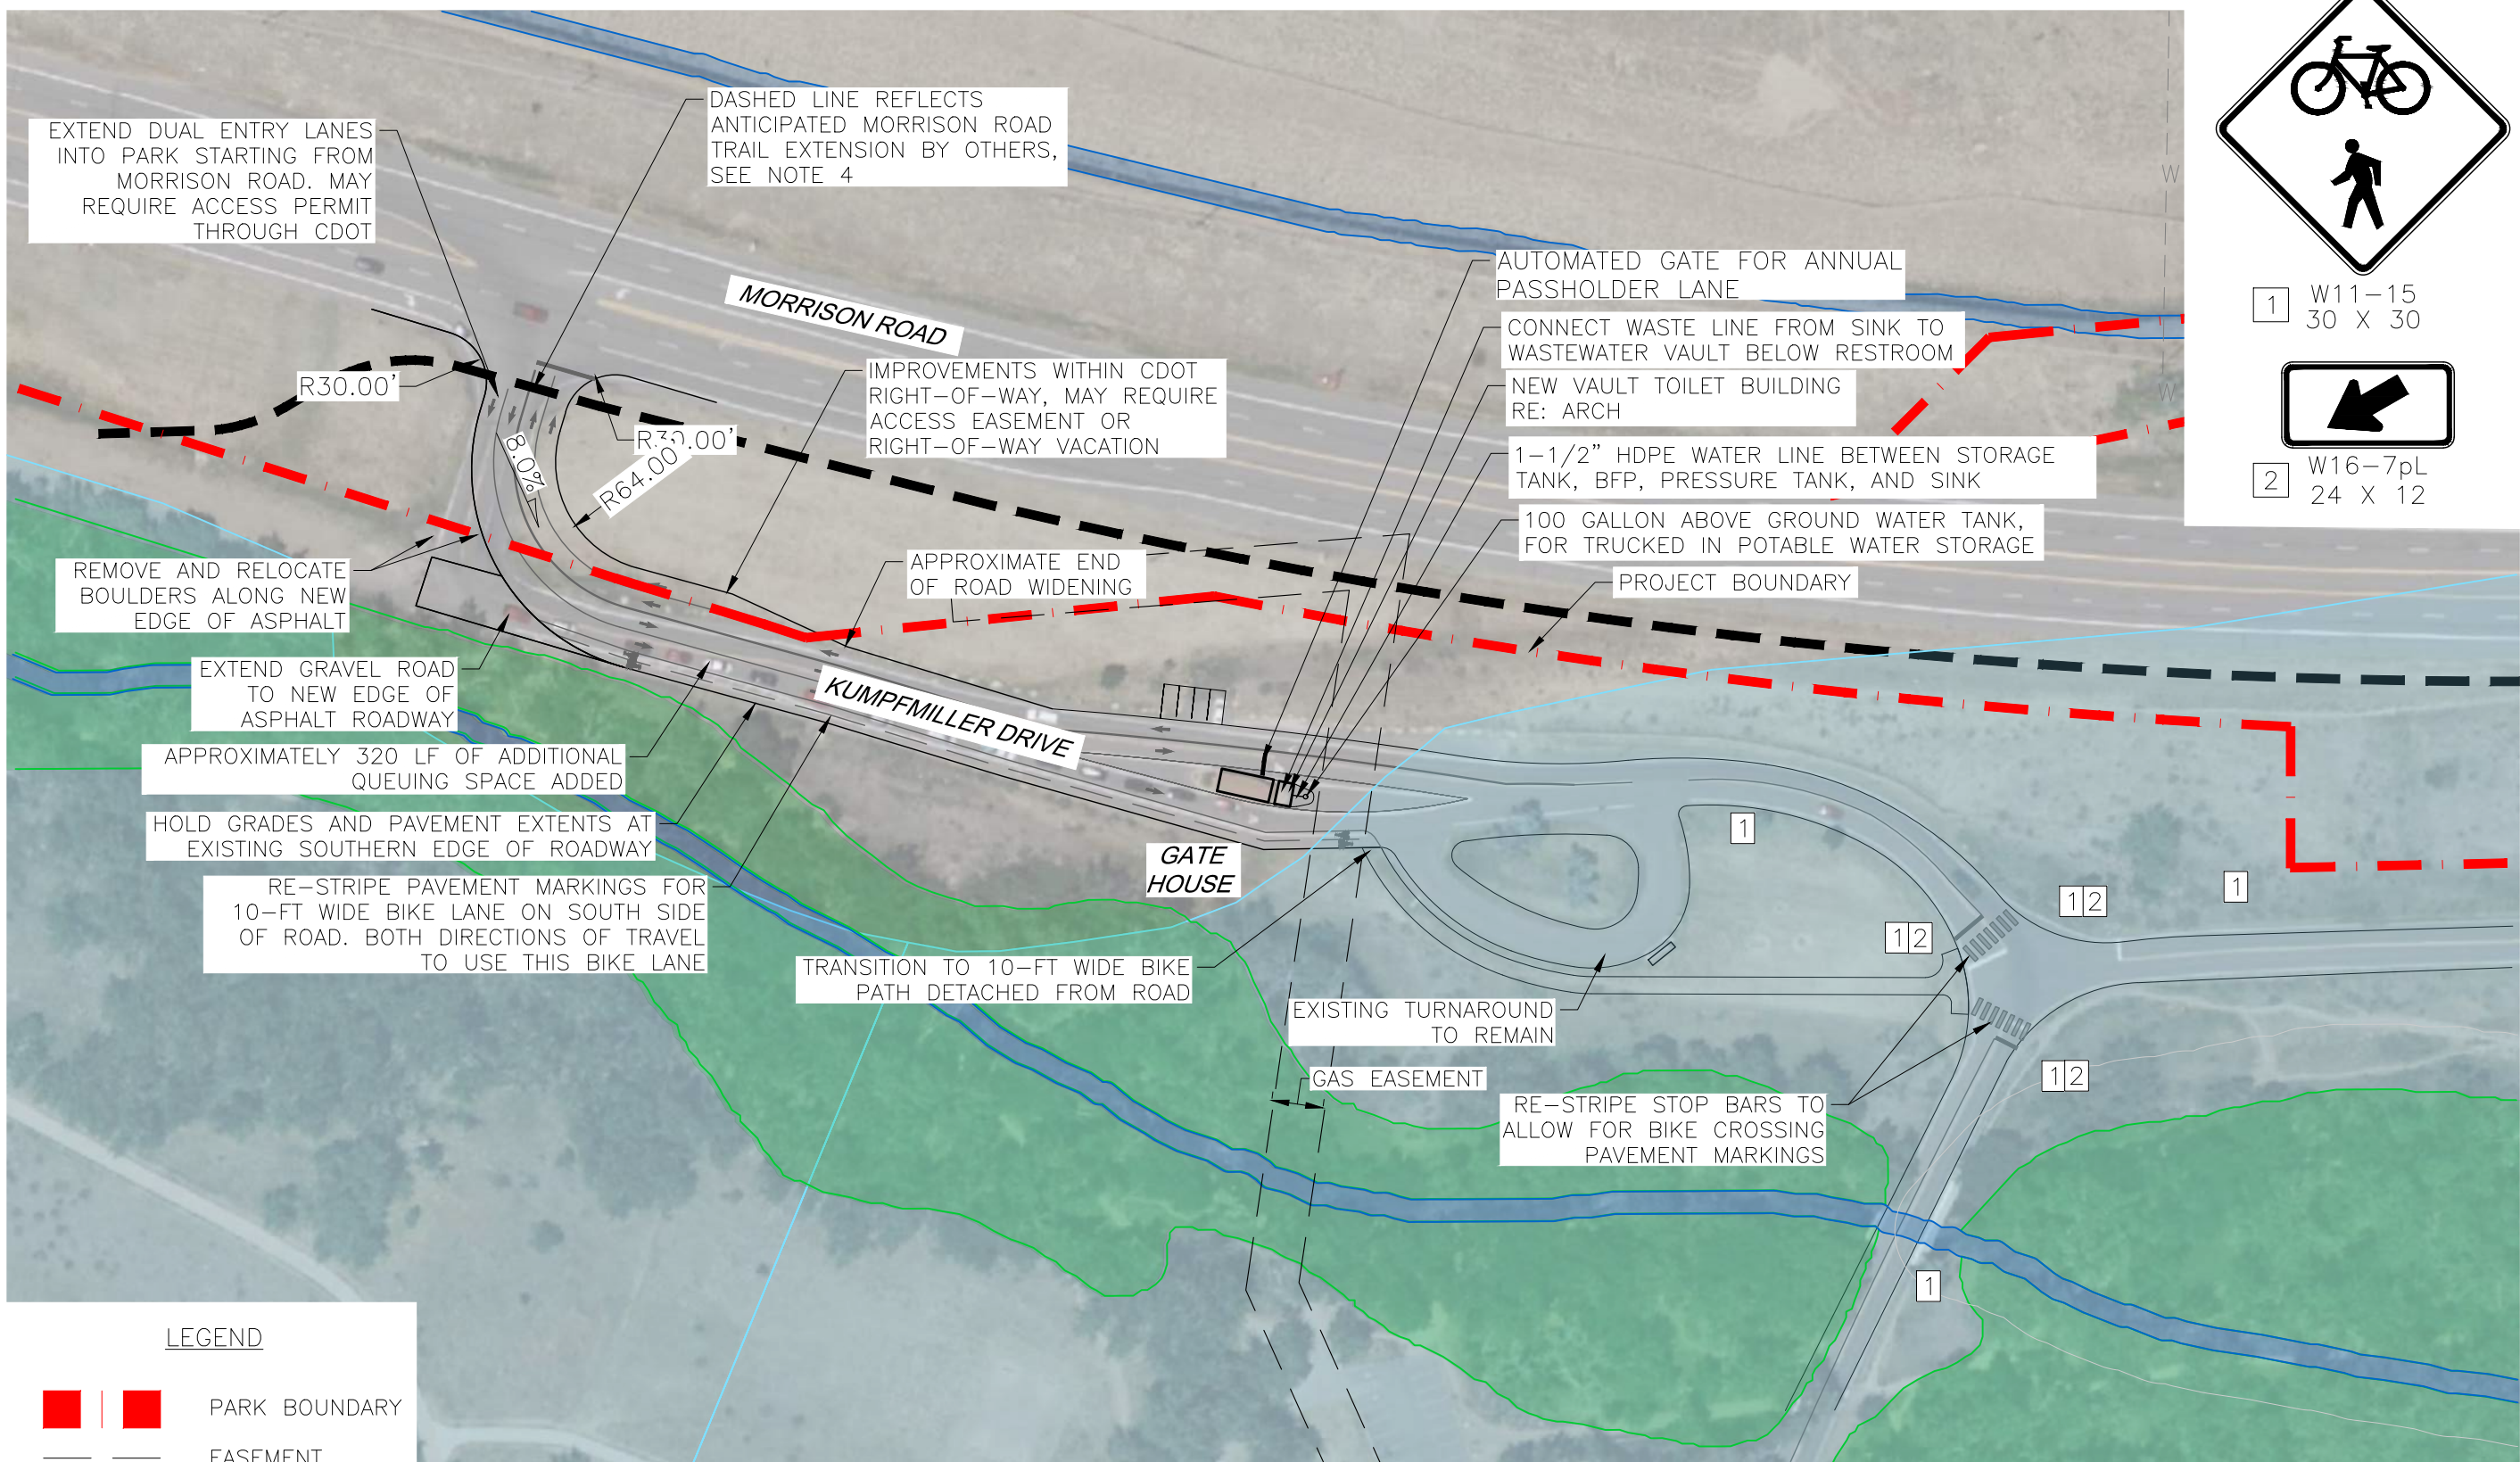 EXTEND DUAL ENTRY LANES
INTO PARK STARTING FROM
MORRISON ROAD. MAY
REQUIRE ACCESS PERMIT
THROUGH CDOT
DASHED LINE REFLECTS
ANTICIPATED MORRISON ROAD
TRAIL EXTENSION BY OTHERS,
SEE NOTE 4
MORRISON ROAD
AUTOMATED GATE FOR ANNUAL
PASSHOLDER LANE
CONNECT WASTE LINE FROM SINK TO
WASTEWATER VAULT BELOW RESTROOM
NEW VAULT TOILET BUILDING
RE: ARCH
1-1/2" HDPE WATER LINE BETWEEN STORAGE
TANK, BFP, PRESSURE TANK, AND SINK
100 GALLON ABOVE GROUND WATER TANK,
FOR TRUCKED IN POTABLE WATER STORAGE
PROJECT BOUNDARY
W
W
1 W11-15
30 X 30
2 W16-7pL
24 X 12
IMPROVEMENTS WITHIN CDOT
RIGHT-OF-WAY, MAY REQUIRE
ACCESS EASEMENT OR
RIGHT-OF-WAY VACATION
R30.00'
R30.00'
R64.00'
8.0%
APPROXIMATE END
OF ROAD WIDENING
REMOVE AND RELOCATE
BOULDERS ALONG NEW
EDGE OF ASPHALT
EXTEND GRAVEL ROAD
TO NEW EDGE OF
ASPHALT ROADWAY
KUMPFMILLER DRIVE
APPROXIMATELY 320 LF OF ADDITIONAL
QUEUING SPACE ADDED
HOLD GRADES AND PAVEMENT EXTENTS AT
EXISTING SOUTHERN EDGE OF ROADWAY
RE-STRIPE PAVEMENT MARKINGS FOR
10-FT WIDE BIKE LANE ON SOUTH SIDE
OF ROAD. BOTH DIRECTIONS OF TRAVEL
TO USE THIS BIKE LANE
GATE
HOUSE
TRANSITION TO 10-FT WIDE BIKE
PATH DETACHED FROM ROAD
EXISTING TURNAROUND
TO REMAIN
GAS EASEMENT
RE-STRIPE STOP BARS TO
ALLOW FOR BIKE CROSSING
PAVEMENT MARKINGS
1
1 2
1 2
1
1 2
1
LEGEND
PARK BOUNDARY
EASEMENT